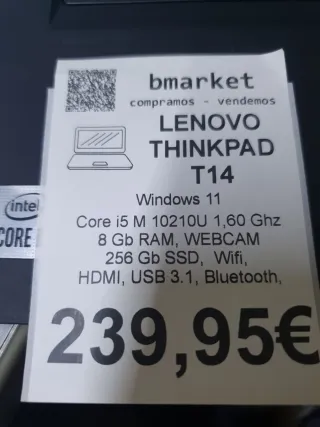 bmarket
compramos - vendemos
LENOVO
THINKPAD
T14
Windows 11
Core i5 M 10210U 1,60 Ghz
8 Gb RAM, WEBCAM
256 Gb SSD, Wifi,
HDMI, USB 3.1, Bluetooth,
239,95€
intel
CORE